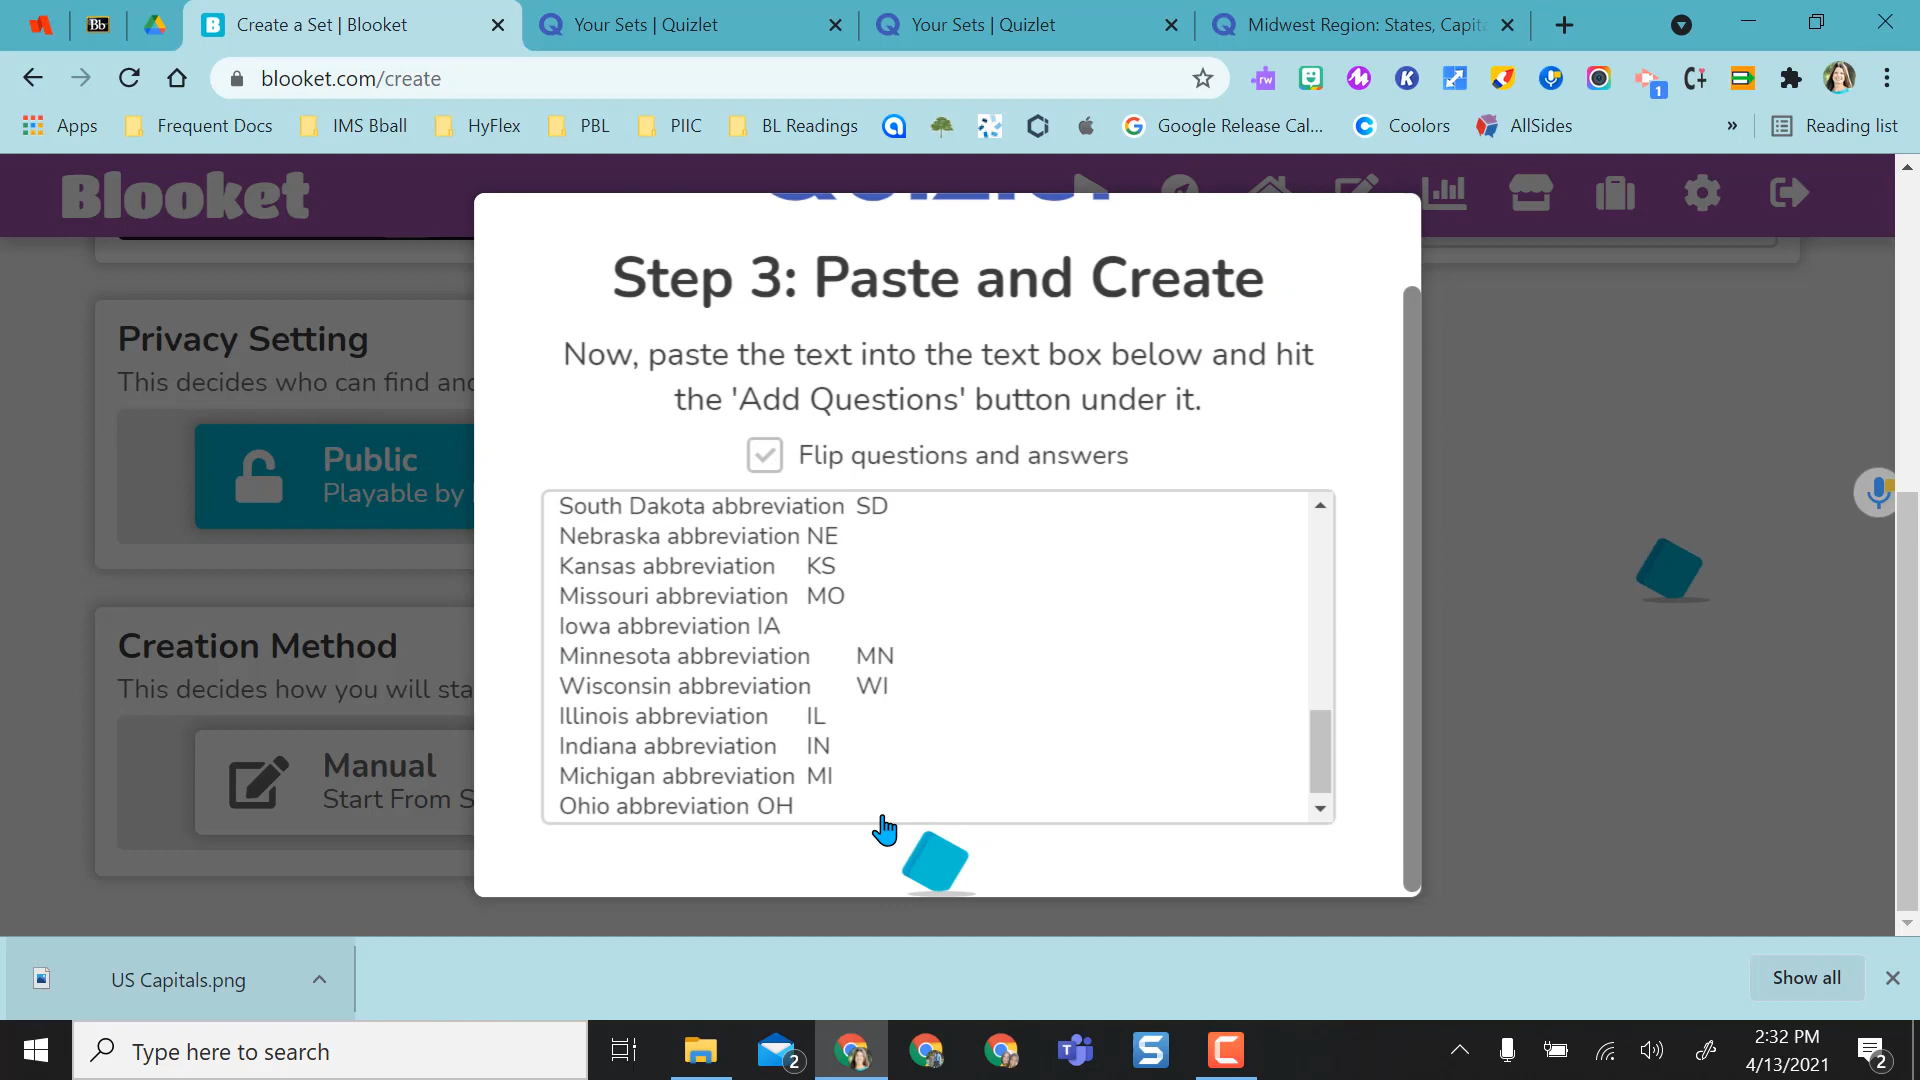 Bb
Create a Set | Blooket
Your Sets | Quizlet
Your Sets | Quizlet
Midwest Region: States, Capit
blooket.com/create
rw
1
Apps
Frequent Docs
IMS Bball
HyFlex
PBL
PIIC
BL Readings
Google Release Cal...
Coolors
AllSides
»
Reading list
Blooket
Step 3: Paste and Create
Now, paste the text into the text box below and hit
the 'Add Questions' button under it.
Flip questions and answers
South Dakota abbreviation SD
Nebraska abbreviation NE
Kansas abbreviation KS
Missouri abbreviation MO
Iowa abbreviation IA
Minnesota abbreviation MN
Wisconsin abbreviation WI
Illinois abbreviation IL
Indiana abbreviation IN
Michigan abbreviation MI
Ohio abbreviation OH
Privacy Setting
This decides who can find and
Public
Playable by
Creation Method
This decides how you will sta
Manual
Start From S
US Capitals.png
Show all
Type here to search
2
2:32 PM
4/13/2021
2